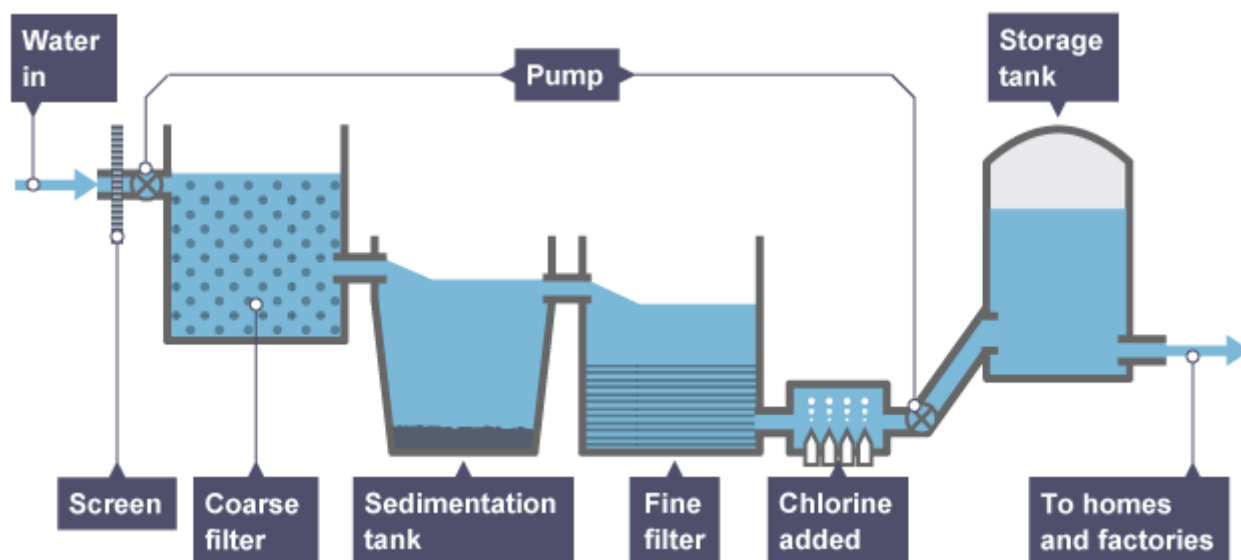 Water
in
Pump
Storage
tank
Screen
Coarse
filter
Sedimentation
tank
Fine
filter
Chlorine
added
To homes
and factories